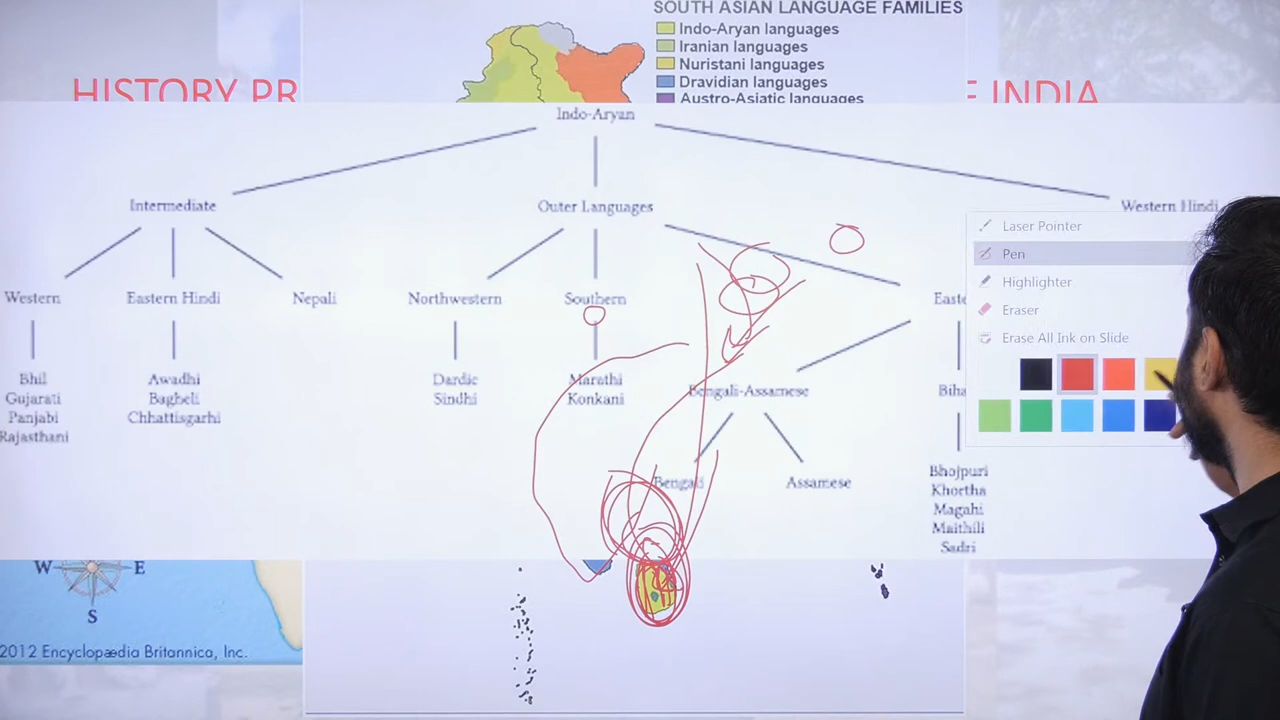 SOUTH ASIAN LANGUAGE FAMILIES
Indo-Aryan languages
Iranian languages
Nuristani languages
Dravidian languages
Austro-Asiatic languages
HISTORY PR
INDIA
Indo-Aryan
Intermediate
Outer Languages
Western Hindi
Laser Pointer
Pen
Highlighter
Eraser
Erase All Ink on Slide
Western
Eastern Hindi
Nepali
Northwestern
Southern
Easte
Bhil
Gujarati
Panjabi
Rajasthani
Awadhi
Bagheli
Chhattisgarhi
Dardic
Sindhi
Marathi
Konkani
Bengali-Assamese
Biha
Bengali
Assamese
Bhojpuri
Khortha
Magahi
Maithili
Sadri
W E
S
2012 Encyclopædia Britannica, Inc.